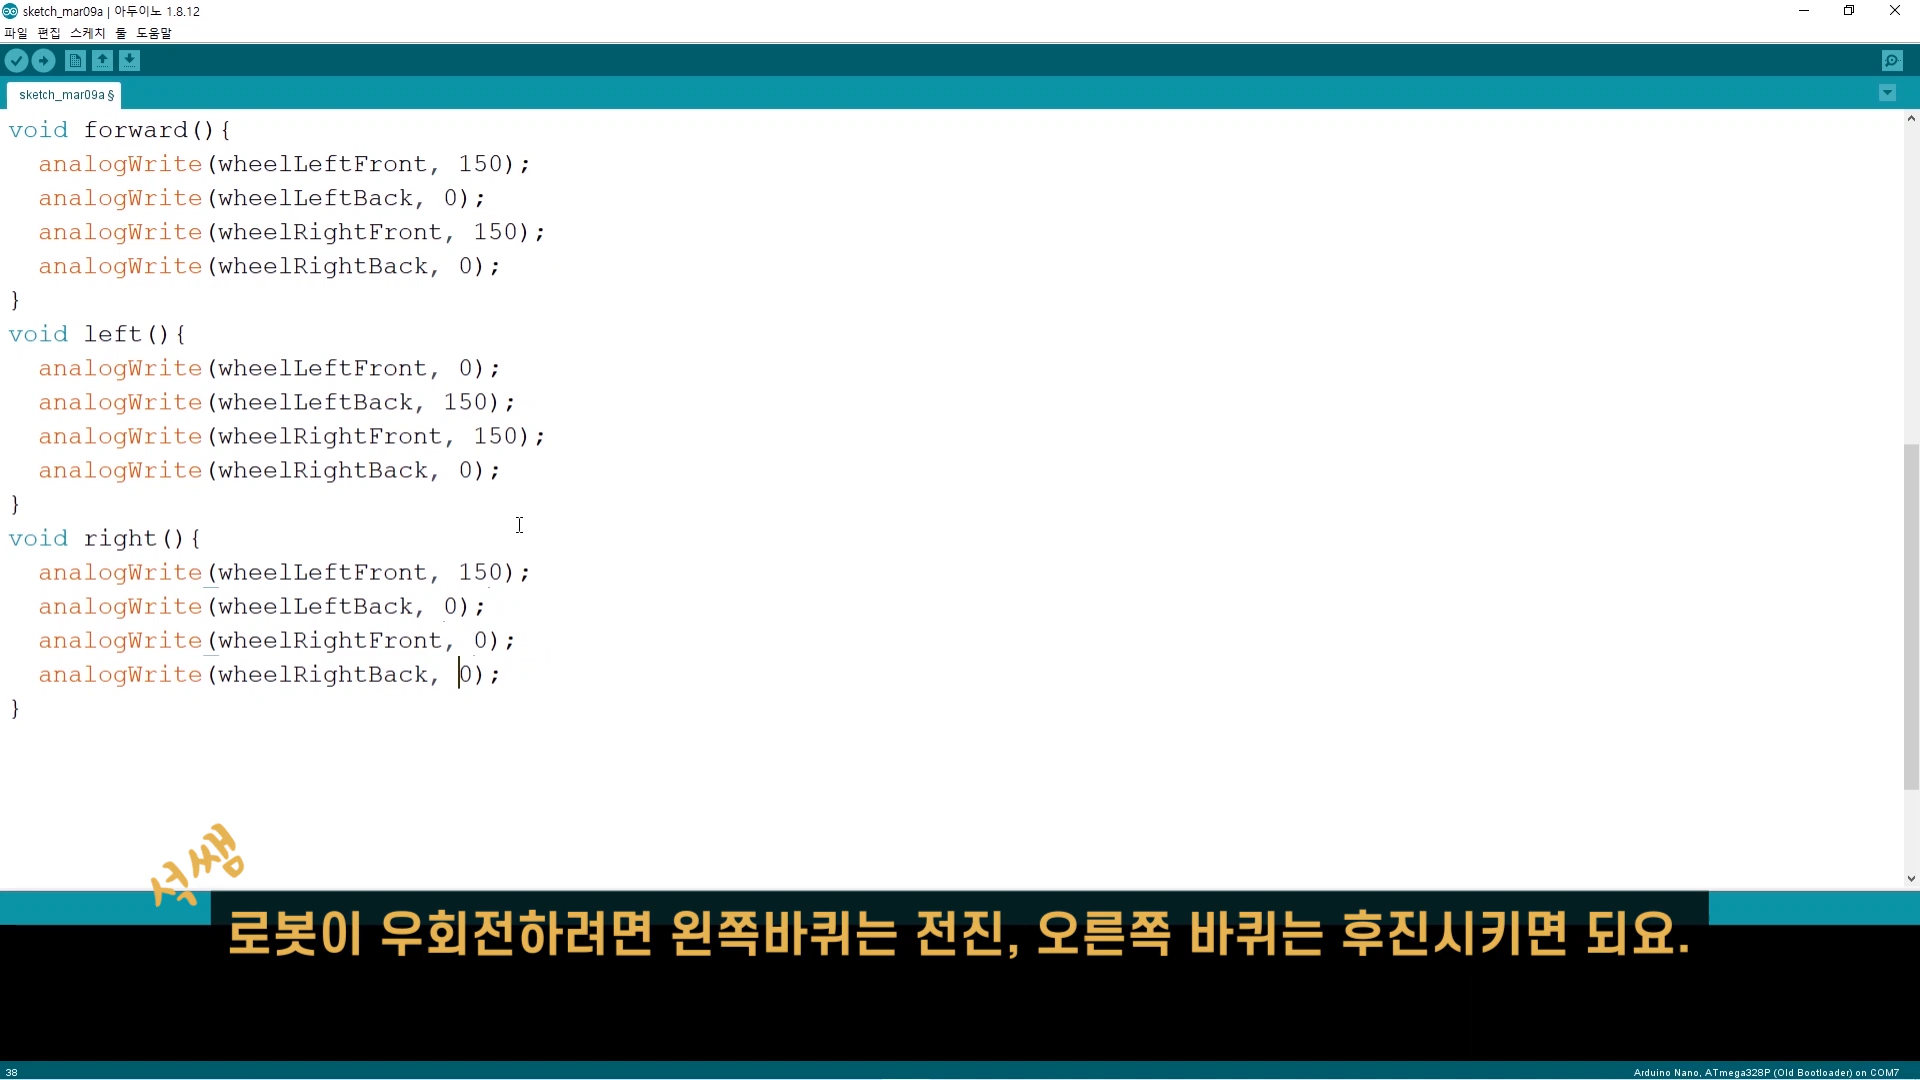 sketch_mar09a | 아두이노 1.8.12
파일 편집 스케치 툴 도움말
sketch_mar09a §
void forward(){
  analogWrite(wheelLeftFront, 150);
  analogWrite(wheelLeftBack, 0);
  analogWrite(wheelRightFront, 150);
  analogWrite(wheelRightBack, 0);
}
void left(){
  analogWrite(wheelLeftFront, 0);
  analogWrite(wheelLeftBack, 150);
  analogWrite(wheelRightFront, 150);
  analogWrite(wheelRightBack, 0);
}
void right(){
  analogWrite(wheelLeftFront, 150);
  analogWrite(wheelLeftBack, 0);
  analogWrite(wheelRightFront, 0);
  analogWrite(wheelRightBack, 0);
}
석쌤
로봇이 우회전하려면 왼쪽바퀴는 전진, 오른쪽 바퀴는 후진시키면 되요.
38
Arduino Nano, ATmega328P (Old Bootloader) on COM7